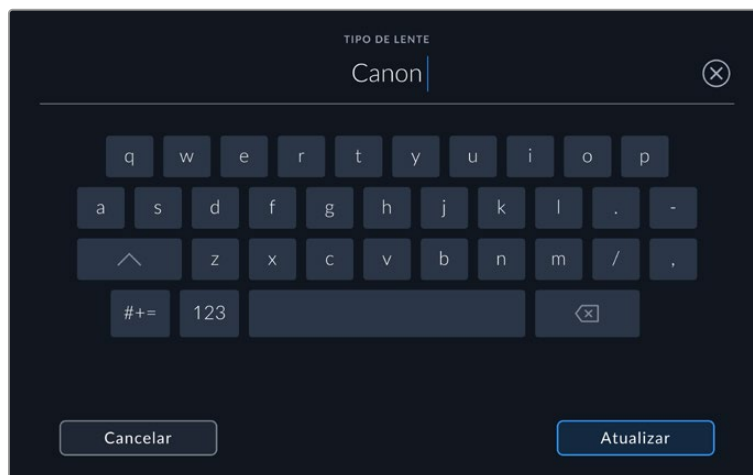 TIPO DE LENTE
Canon
q w e r t y u i o p
a s d f g h j k l . -
z x c v b n m / ,
#+= 123
Cancelar Atualizar